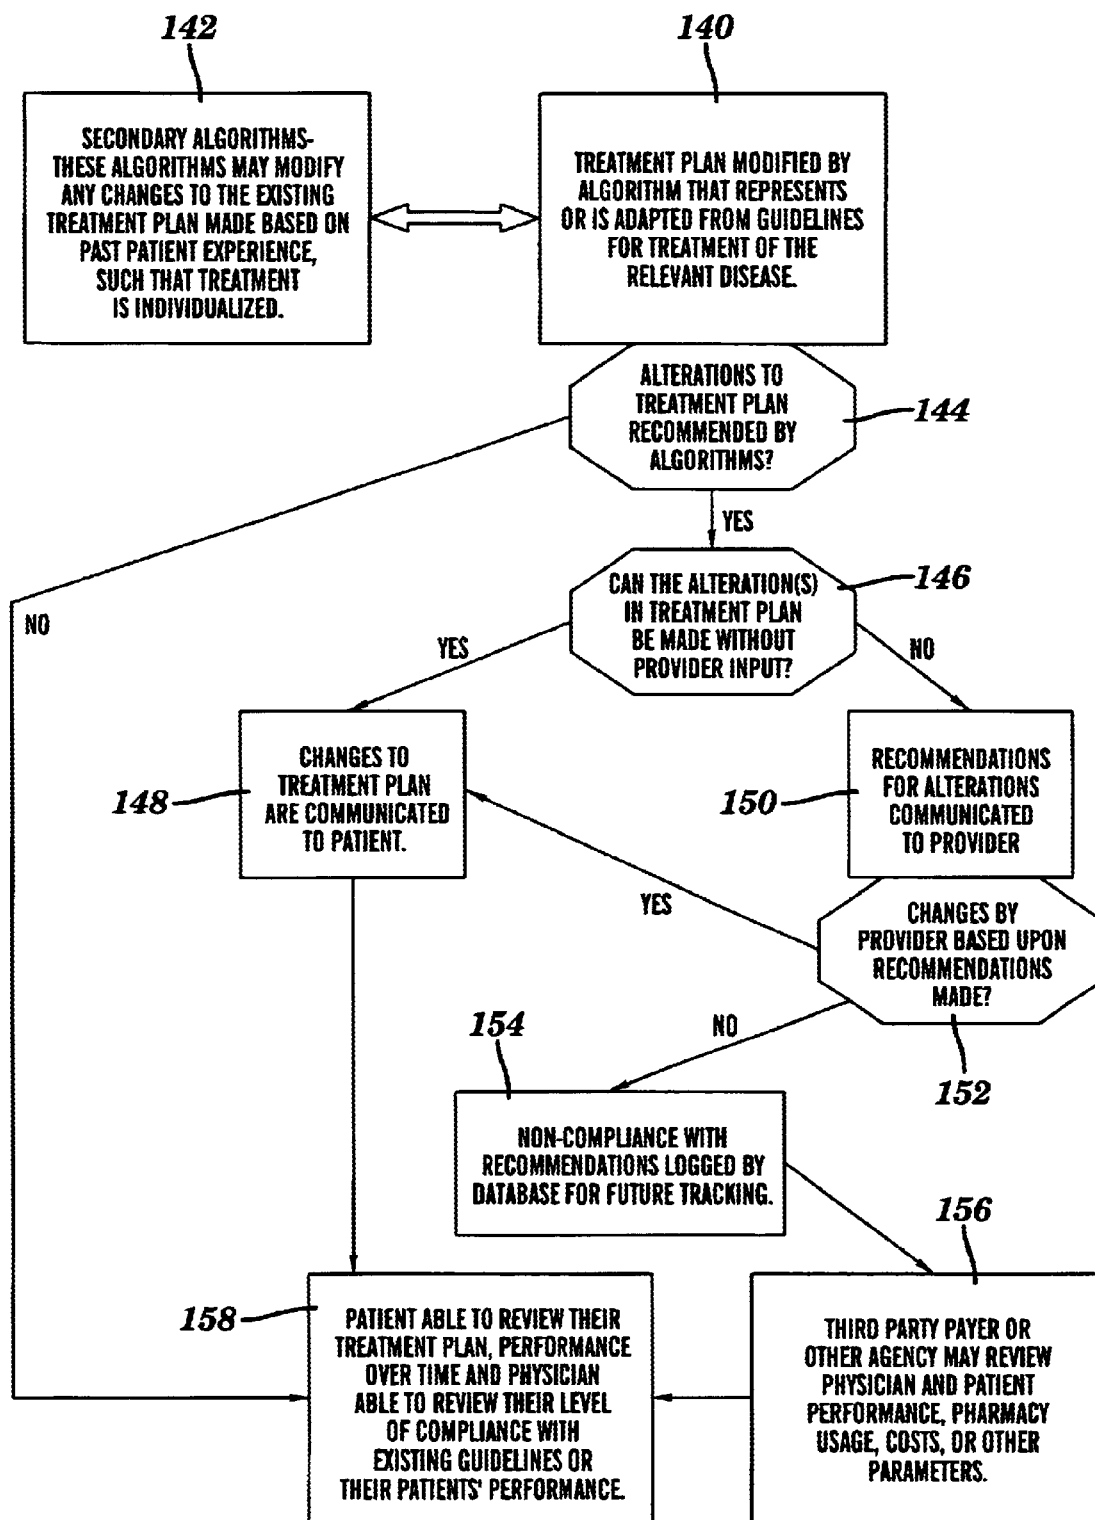 142
140
SECONDARY ALGORITHMS-
THESE ALGORITHMS MAY MODIFY
ANY CHANGES TO THE EXISTING
TREATMENT PLAN MADE BASED ON
PAST PATIENT EXPERIENCE,
SUCH THAT TREATMENT
IS INDIVIDUALIZED.
TREATMENT PLAN MODIFIED BY
ALGORITHM THAT REPRESENTS
OR IS ADAPTED FROM GUIDELINES
FOR TREATMENT OF THE
RELEVANT DISEASE.
ALTERATIONS TO
TREATMENT PLAN
RECOMMENDED BY
ALGORITHMS?
144
YES
NO
CAN THE ALTERATION(S)
IN TREATMENT PLAN
BE MADE WITHOUT
PROVIDER INPUT?
146
YES
NO
CHANGES TO
TREATMENT PLAN
ARE COMMUNICATED
TO PATIENT.
148
RECOMMENDATIONS
FOR ALTERATIONS
COMMUNICATED
TO PROVIDER
150
YES
CHANGES BY
PROVIDER BASED UPON
RECOMMENDATIONS
MADE?
152
NO
154
NON-COMPLIANCE WITH
RECOMMENDATIONS LOGGED BY
DATABASE FOR FUTURE TRACKING.
156
158
PATIENT ABLE TO REVIEW THEIR
TREATMENT PLAN, PERFORMANCE
OVER TIME AND PHYSICIAN
ABLE TO REVIEW THEIR LEVEL
OF COMPLIANCE WITH
EXISTING GUIDELINES OR
THEIR PATIENTS' PERFORMANCE.
THIRD PARTY PAYER OR
OTHER AGENCY MAY REVIEW
PHYSICIAN AND PATIENT
PERFORMANCE, PHARMACY
USAGE, COSTS, OR OTHER
PARAMETERS.